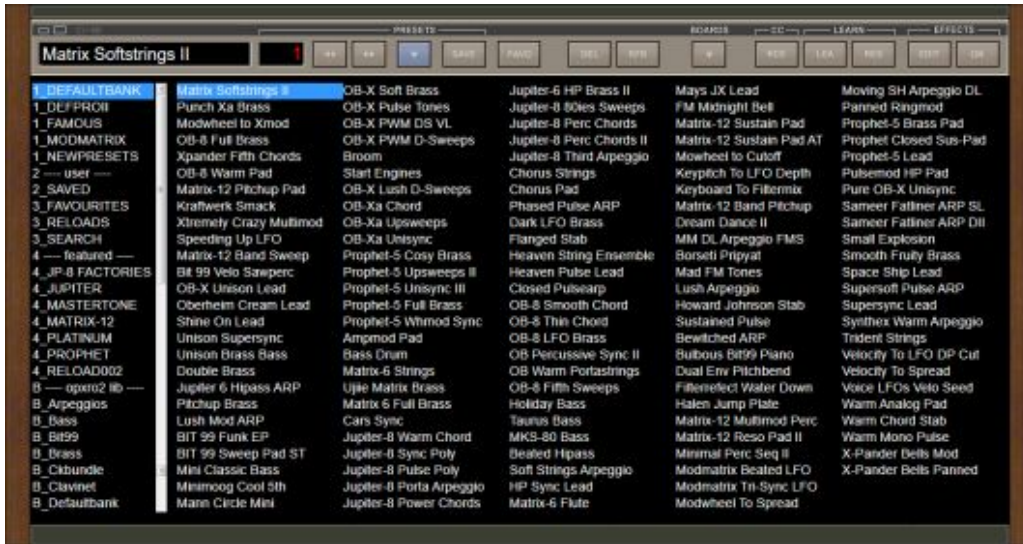 PRESETS
BOARDS
CC
LEARN
EFFECTS
Matrix Softstrings II
1
SAVE
FAVO
DEL
REN
LEA
EDIT
ON
1_DEFAULTBANK
1_DEFPROII
1_FAMOUS
1_MODMATRIX
1_NEWPRESETS
2 ---- user ----
2_SAVED
3_FAVOURITES
3_RELOADS
3_SEARCH
4 ---- featured ----
4_JP-8 FACTORIES
4_JUPITER
4_MASTERTONE
4_MATRIX-12
4_PLATINUM
4_PROPHET
4_RELOAD002
B ---- opxro2 lib ----
B_Arpeggios
B_Bass
B_Bit99
B_Brass
B_Ckbundle
B_Clavinet
B_Defaultbank
Matrix Softstrings II
Punch Xa Brass
Modwheel to Xmod
OB-8 Full Brass
Xpander Fifth Chords
OB-8 Warm Pad
Matrix-12 Pitchup Pad
Kraftwerk Smack
Xtremely Crazy Multimod
Speeding Up LFO
Matrix-12 Band Sweep
Bit 99 Velo Sawperc
OB-X Unison Lead
Oberheim Cream Lead
Shine On Lead
Unison Supersync
Unison Brass Bass
Double Brass
Jupiter 6 Hipass ARP
Pitchup Brass
Lush Mod ARP
BIT 99 Funk EP
BIT 99 Sweep Pad ST
Mini Classic Bass
Minimoog Cool 5th
Mann Circle Mini
OB-X Soft Brass
OB-X Pulse Tones
OB-X PWM DS VL
OB-X PWM D-Sweeps
Broom
Start Engines
OB-X Lush D-Sweeps
OB-Xa Chord
OB-Xa Upsweeps
OB-Xa Unisync
Prophet-5 Cosy Brass
Prophet-5 Upsweeps II
Prophet-5 Unisync III
Prophet-5 Full Brass
Prophet-5 Whmod Sync
Ampmod Pad
Bass Drum
Matrix-6 Strings
Ujiie Matrix Brass
Matrix 6 Full Brass
Cars Sync
Jupiter-8 Warm Chord
Jupiter-8 Sync Poly
Jupiter-8 Pulse Poly
Jupiter-8 Porta Arpeggio
Jupiter-8 Power Chords
Jupiter-6 HP Brass II
Jupiter-8 80ies Sweeps
Jupiter-8 Perc Chords
Jupiter-8 Perc Chords II
Jupiter-8 Third Arpeggio
Chorus Strings
Chorus Pad
Phased Pulse ARP
Dark LFO Brass
Flanged Stab
Heaven String Ensemble
Heaven Pulse Lead
Closed Pulsearp
OB-8 Smooth Chord
OB-8 Thin Chord
OB-8 LFO Brass
OB Percussive Sync II
OB Warm Portastrings
OB-8 Fifth Sweeps
Holiday Bass
Taurus Bass
MKS-80 Bass
Beated Hipass
Soft Strings Arpeggio
HP Sync Lead
Matrix-6 Flute
Mays JX Lead
FM Midnight Bell
Matrix-12 Sustain Pad
Matrix-12 Sustain Pad AT
Mowheel to Cutoff
Keypitch To LFO Depth
Keyboard To Filtermix
Matrix-12 Band Pitchup
Dream Dance II
MM DL Arpeggio FMS
Borseti Pripyat
Mad FM Tones
Lush Arpeggio
Howard Johnson Stab
Sustained Pulse
Bewitched ARP
Bulbous Bit99 Piano
Dual Env Pitchbend
Filterrefect Water Down
Halen Jump Plate
Matrix-12 Multimod Perc
Matrix-12 Reso Pad II
Minimal Perc Seq II
Modmatrix Beated LFO
Modmatrix Tri-Sync LFO
Modwheel To Spread
Moving SH Arpeggio DL
Panned Ringmod
Prophet-5 Brass Pad
Prophet Closed Sus-Pad
Prophet-5 Lead
Pulsemod HP Pad
Pure OB-X Unisync
Sameer Fatliner ARP SL
Sameer Fatliner ARP DII
Small Explosion
Smooth Fruity Brass
Space Ship Lead
Supersoft Pulse ARP
Supersync Lead
Synthex Warm Arpeggio
Trident Strings
Velocity To LFO DP Cut
Velocity To Spread
Voice LFOs Velo Seed
Warm Analog Pad
Warm Chord Stab
Warm Mono Pulse
X-Pander Bells Mod
X-Pander Bells Panned